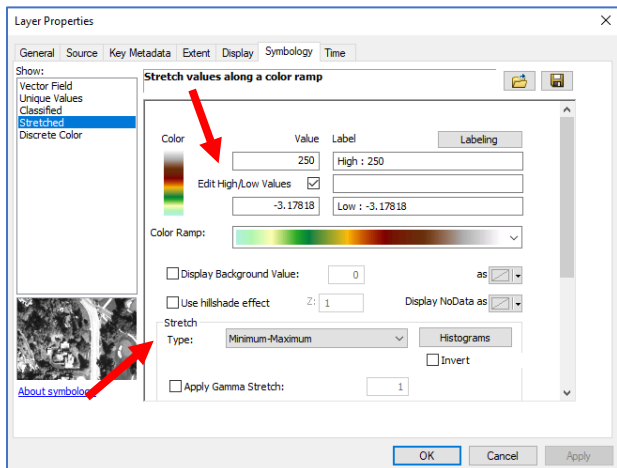 Layer Properties
General Source Key Metadata Extent Display Symbology Time
Show:
Vector Field
Unique Values
Classified
Stretched
Discrete Color
Stretch values along a color ramp
Color Value Label Labeling
250 High : 250
Edit High/Low Values
-3.17818 Low : -3.17818
Color Ramp:
Display Background Value: 0 as
Use hillshade effect Z: 1 Display NoData as
Stretch
Type: Minimum-Maximum Histograms
Invert
Apply Gamma Stretch: 1
About symbology
OK Cancel Apply